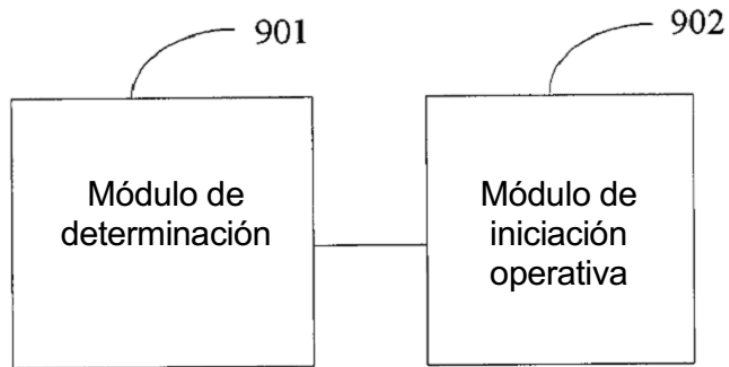 901
902
Módulo de
determinación
Módulo de
iniciación
operativa